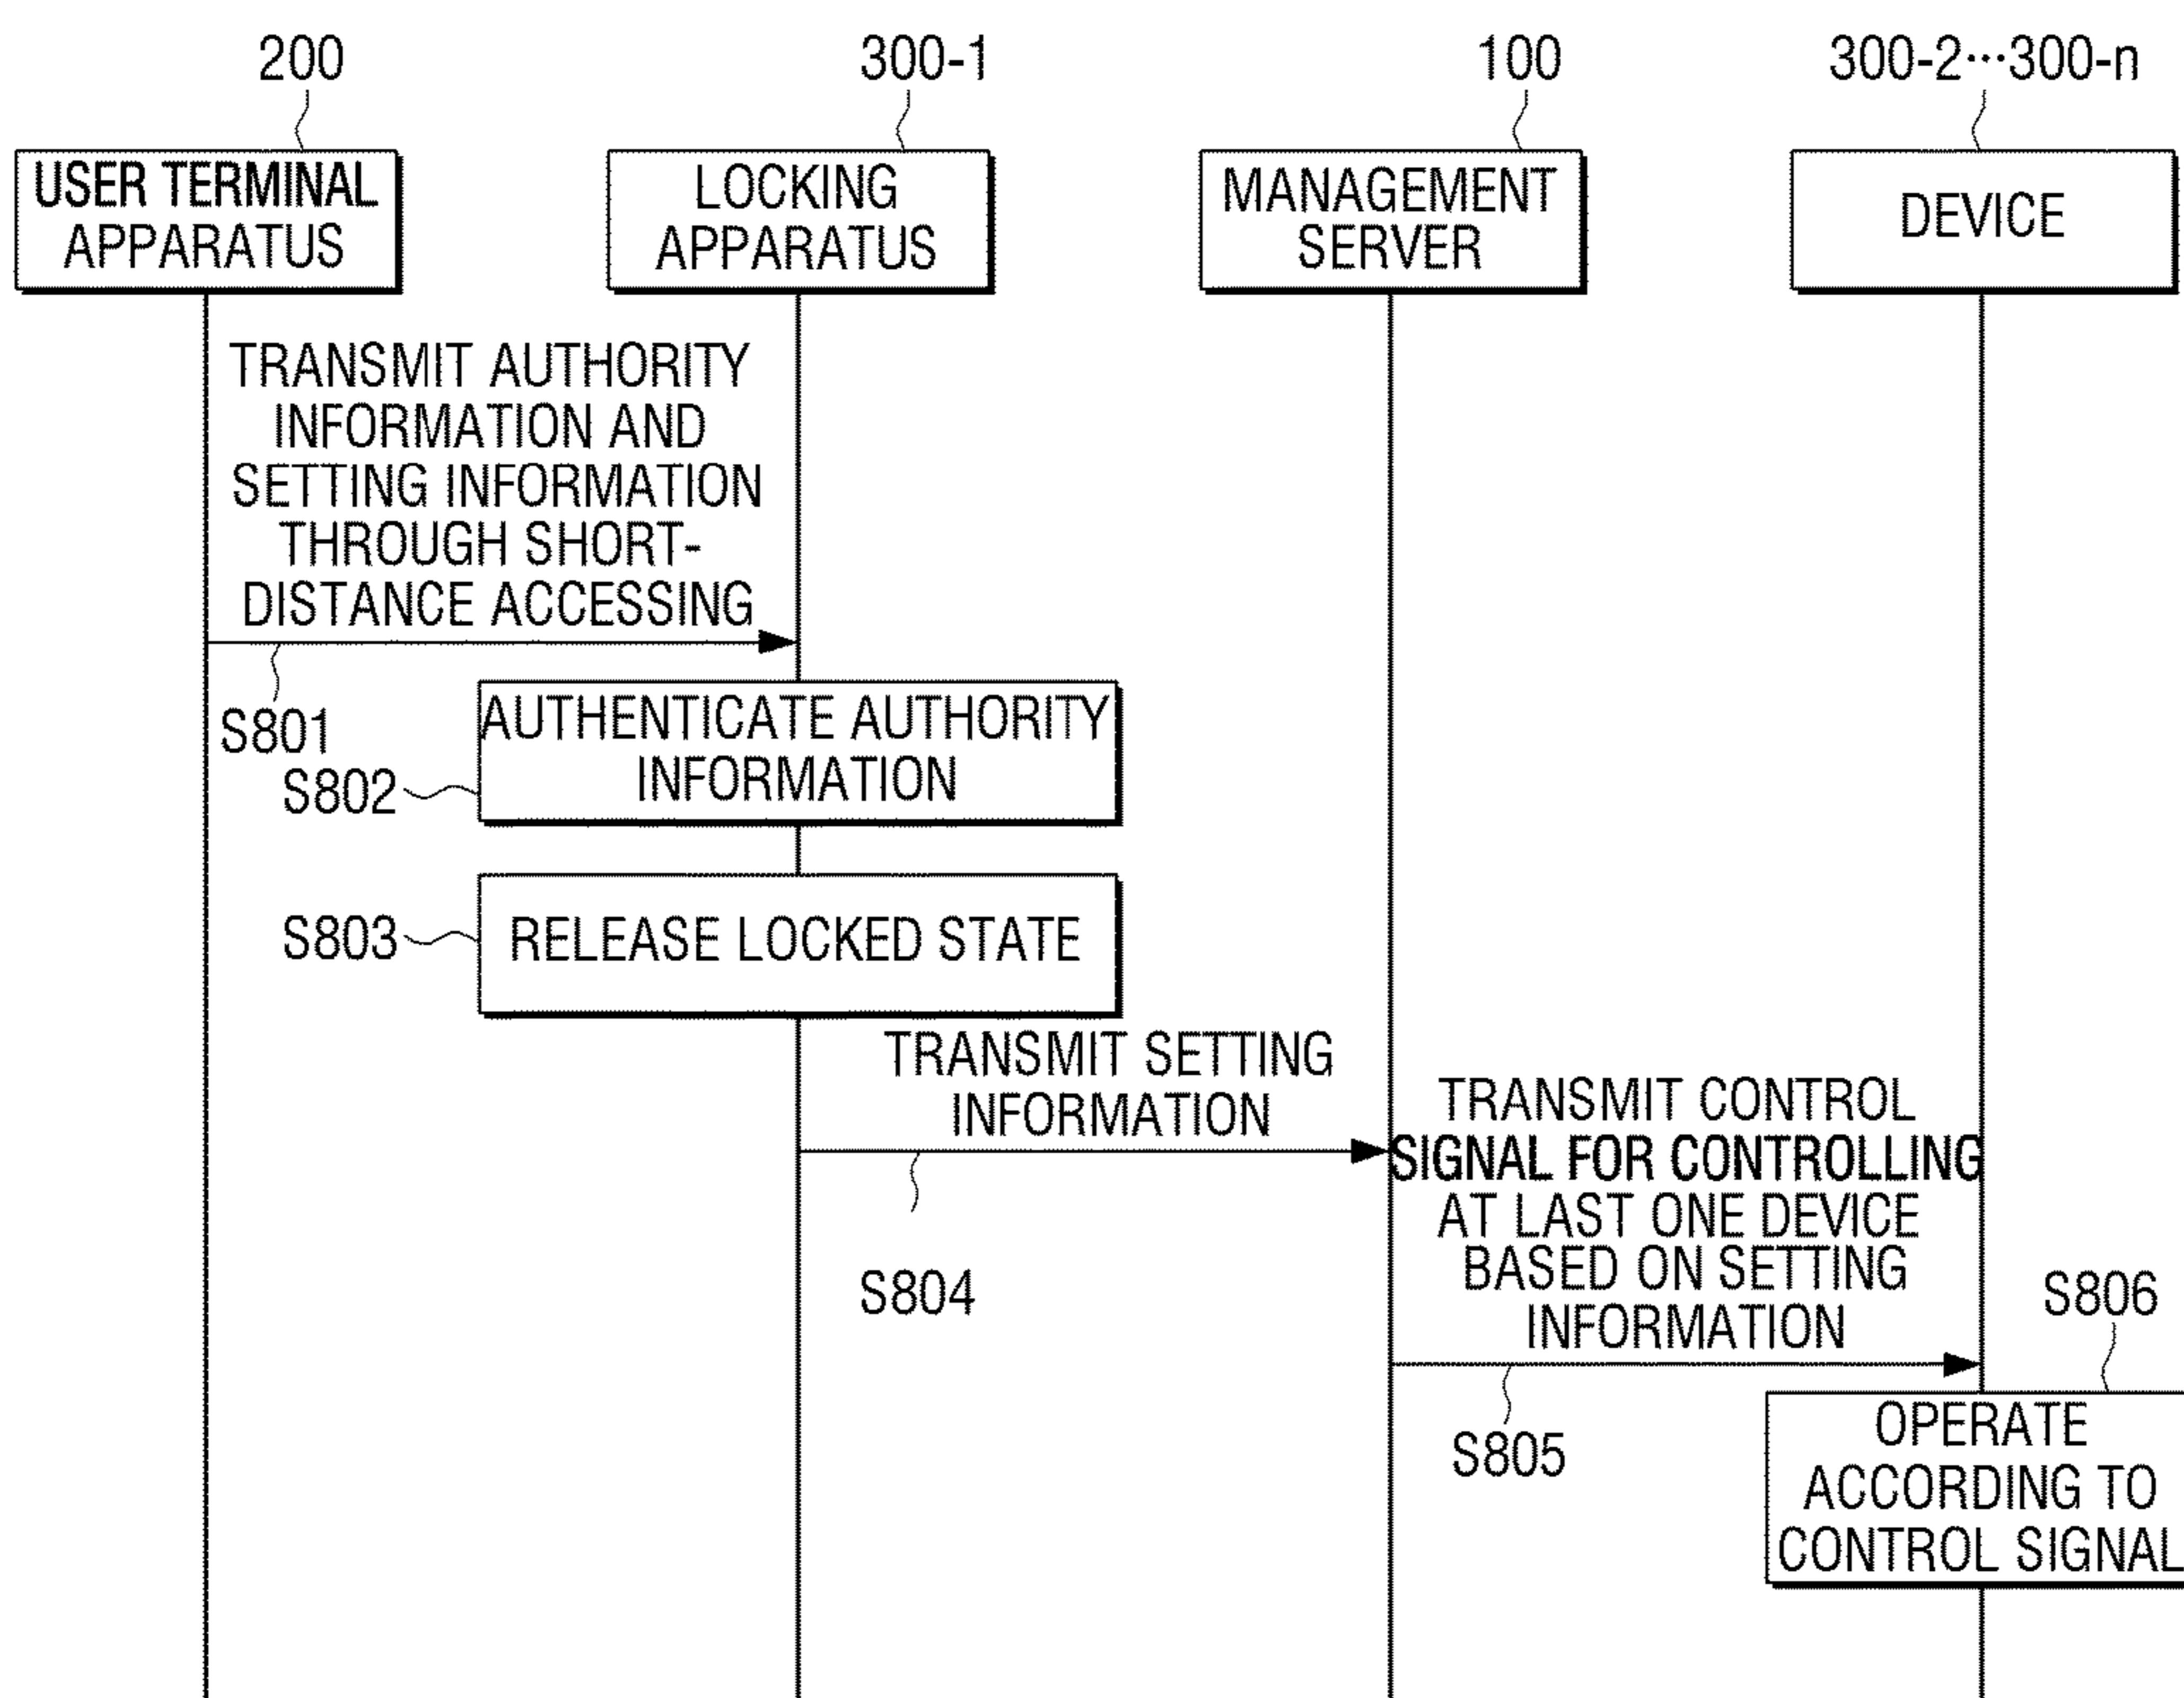 200
300-1
100
300-2···300-n
USER TERMINAL
APPARATUS
LOCKING
APPARATUS
MANAGEMENT
SERVER
DEVICE
TRANSMIT AUTHORITY
INFORMATION AND
SETTING INFORMATION
THROUGH SHORT-
DISTANCE ACCESSING
S801
AUTHENTICATE AUTHORITY
INFORMATION
S802
S803
RELEASE LOCKED STATE
TRANSMIT SETTING
INFORMATION
S804
TRANSMIT CONTROL
SIGNAL FOR CONTROLLING
AT LAST ONE DEVICE
BASED ON SETTING
INFORMATION
S805
S806
OPERATE
ACCORDING TO
CONTROL SIGNAL